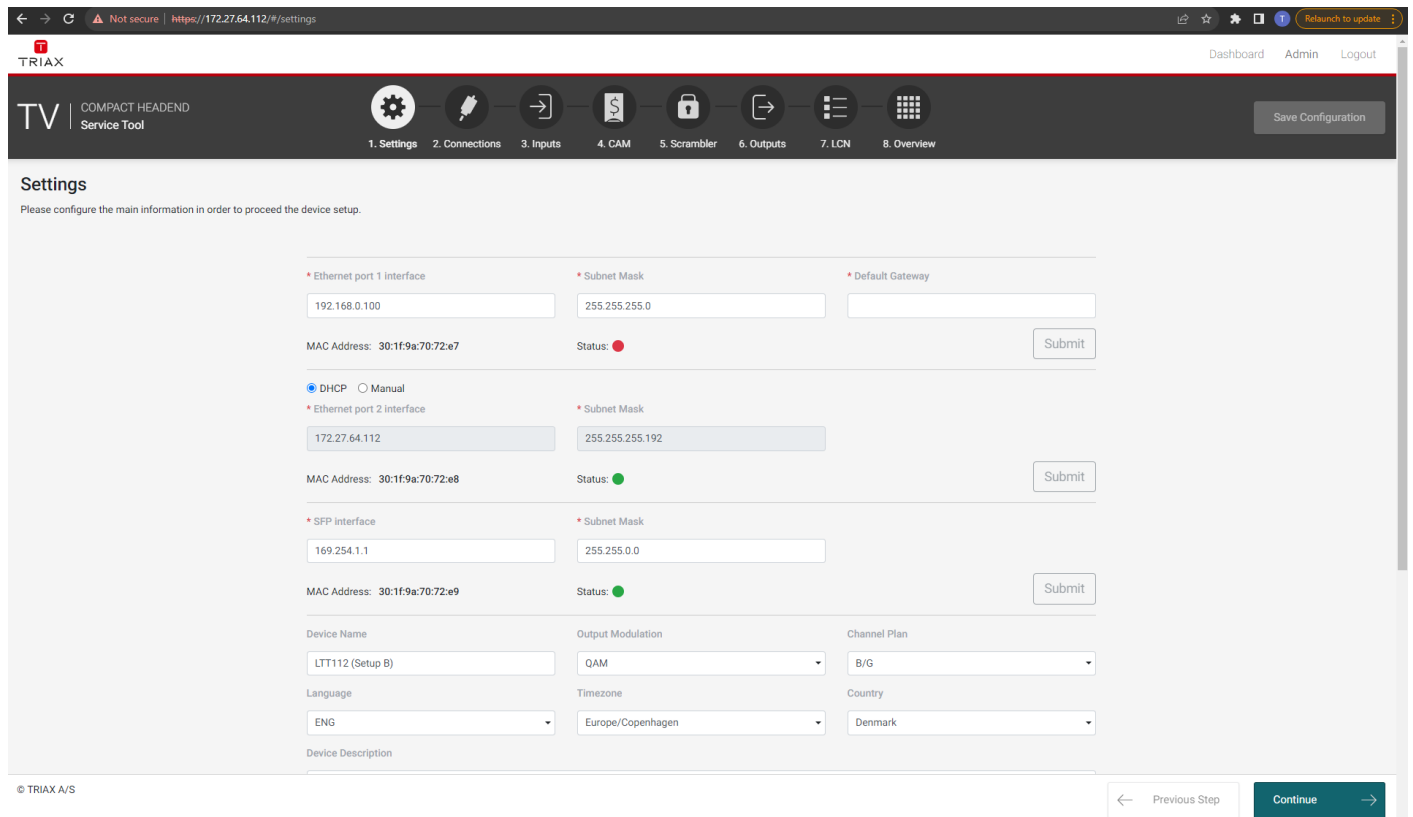 Not secure | https://172.27.64.112/#/settings
T
Relaunch to update
T
TRIAX
Dashboard Admin Logout
TV
COMPACT HEADEND
Service Tool
1. Settings 2. Connections 3. Inputs 4. CAM 5. Scrambler 6. Outputs 7. LCN 8. Overview
Save Configuration
Settings
Please configure the main information in order to proceed the device setup.
* Ethernet port 1 interface * Subnet Mask * Default Gateway
192.168.0.100 255.255.255.0
MAC Address: 30:1f:9a:70:72:e7 Status: Submit
DHCP Manual
* Ethernet port 2 interface * Subnet Mask
172.27.64.112 255.255.255.192
MAC Address: 30:1f:9a:70:72:e8 Status: Submit
* SFP interface * Subnet Mask
169.254.1.1 255.255.0.0
MAC Address: 30:1f:9a:70:72:e9 Status: Submit
Device Name Output Modulation Channel Plan
LTT112 (Setup B) QAM B/G
Language Timezone Country
ENG Europe/Copenhagen Denmark
Device Description
© TRIAX A/S
Previous Step Continue